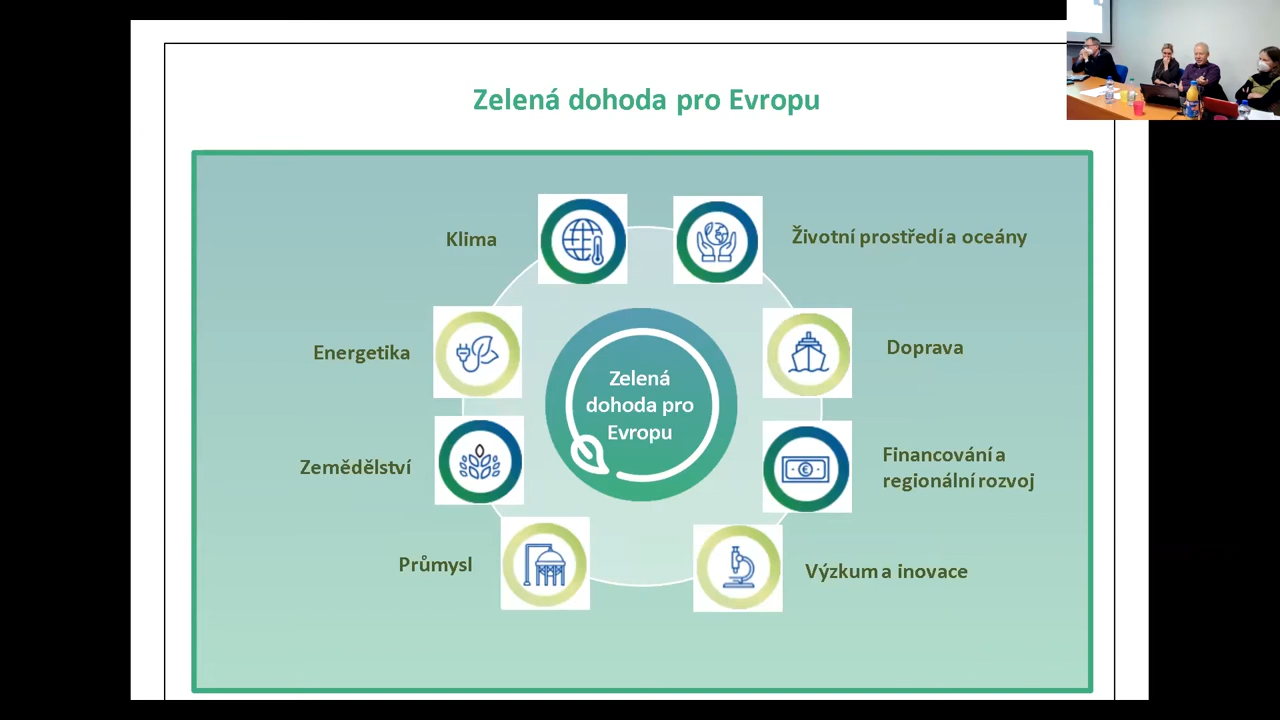 Zelená dohoda pro Evropu
Klima
Životní prostředí a oceány
Energetika
Doprava
Zelená
dohoda pro
Evropu
Zemědělství
Financování a
regionální rozvoj
Průmysl
Výzkum a inovace